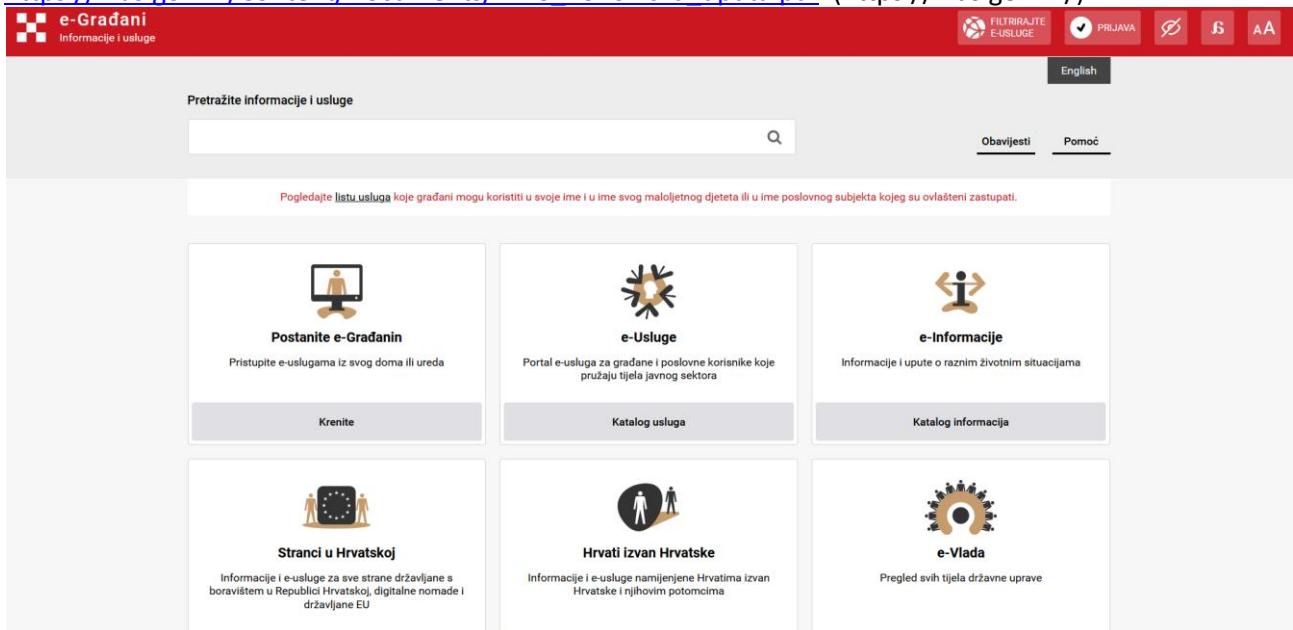 e-Građani
Informacije i usluge
FILTRIRAJTE
E-USLUGE
PRIJAVA
AA
English
Pretražite informacije i usluge
Obavijesti
Pomoć
Pogledajte listu usluga koje građani mogu koristiti u svoje ime i u ime svog maloljetnog djeteta ili u ime poslovnog subjekta kojeg su ovlašteni zastupati.
Postanite e-Građanin
Pristupite e-uslugama iz svog doma ili ureda
Krenite
e-Usluge
Portal e-usluga za građane i poslovne korisnike koje
pružaju tijela javnog sektora
Katalog usluga
e-Informacije
Informacije i upute o raznim životnim situacijama
Katalog informacija
Stranci u Hrvatskoj
Informacije i e-usluge za sve strane državljane s
boravištem u Republici Hrvatskoj, digitalne nomade i
državljane EU
Hrvati izvan Hrvatske
Informacije i e-usluge namijenjene Hrvatima izvan
Hrvatske i njihovim potomcima
e-Vlada
Pregled svih tijela državne uprave